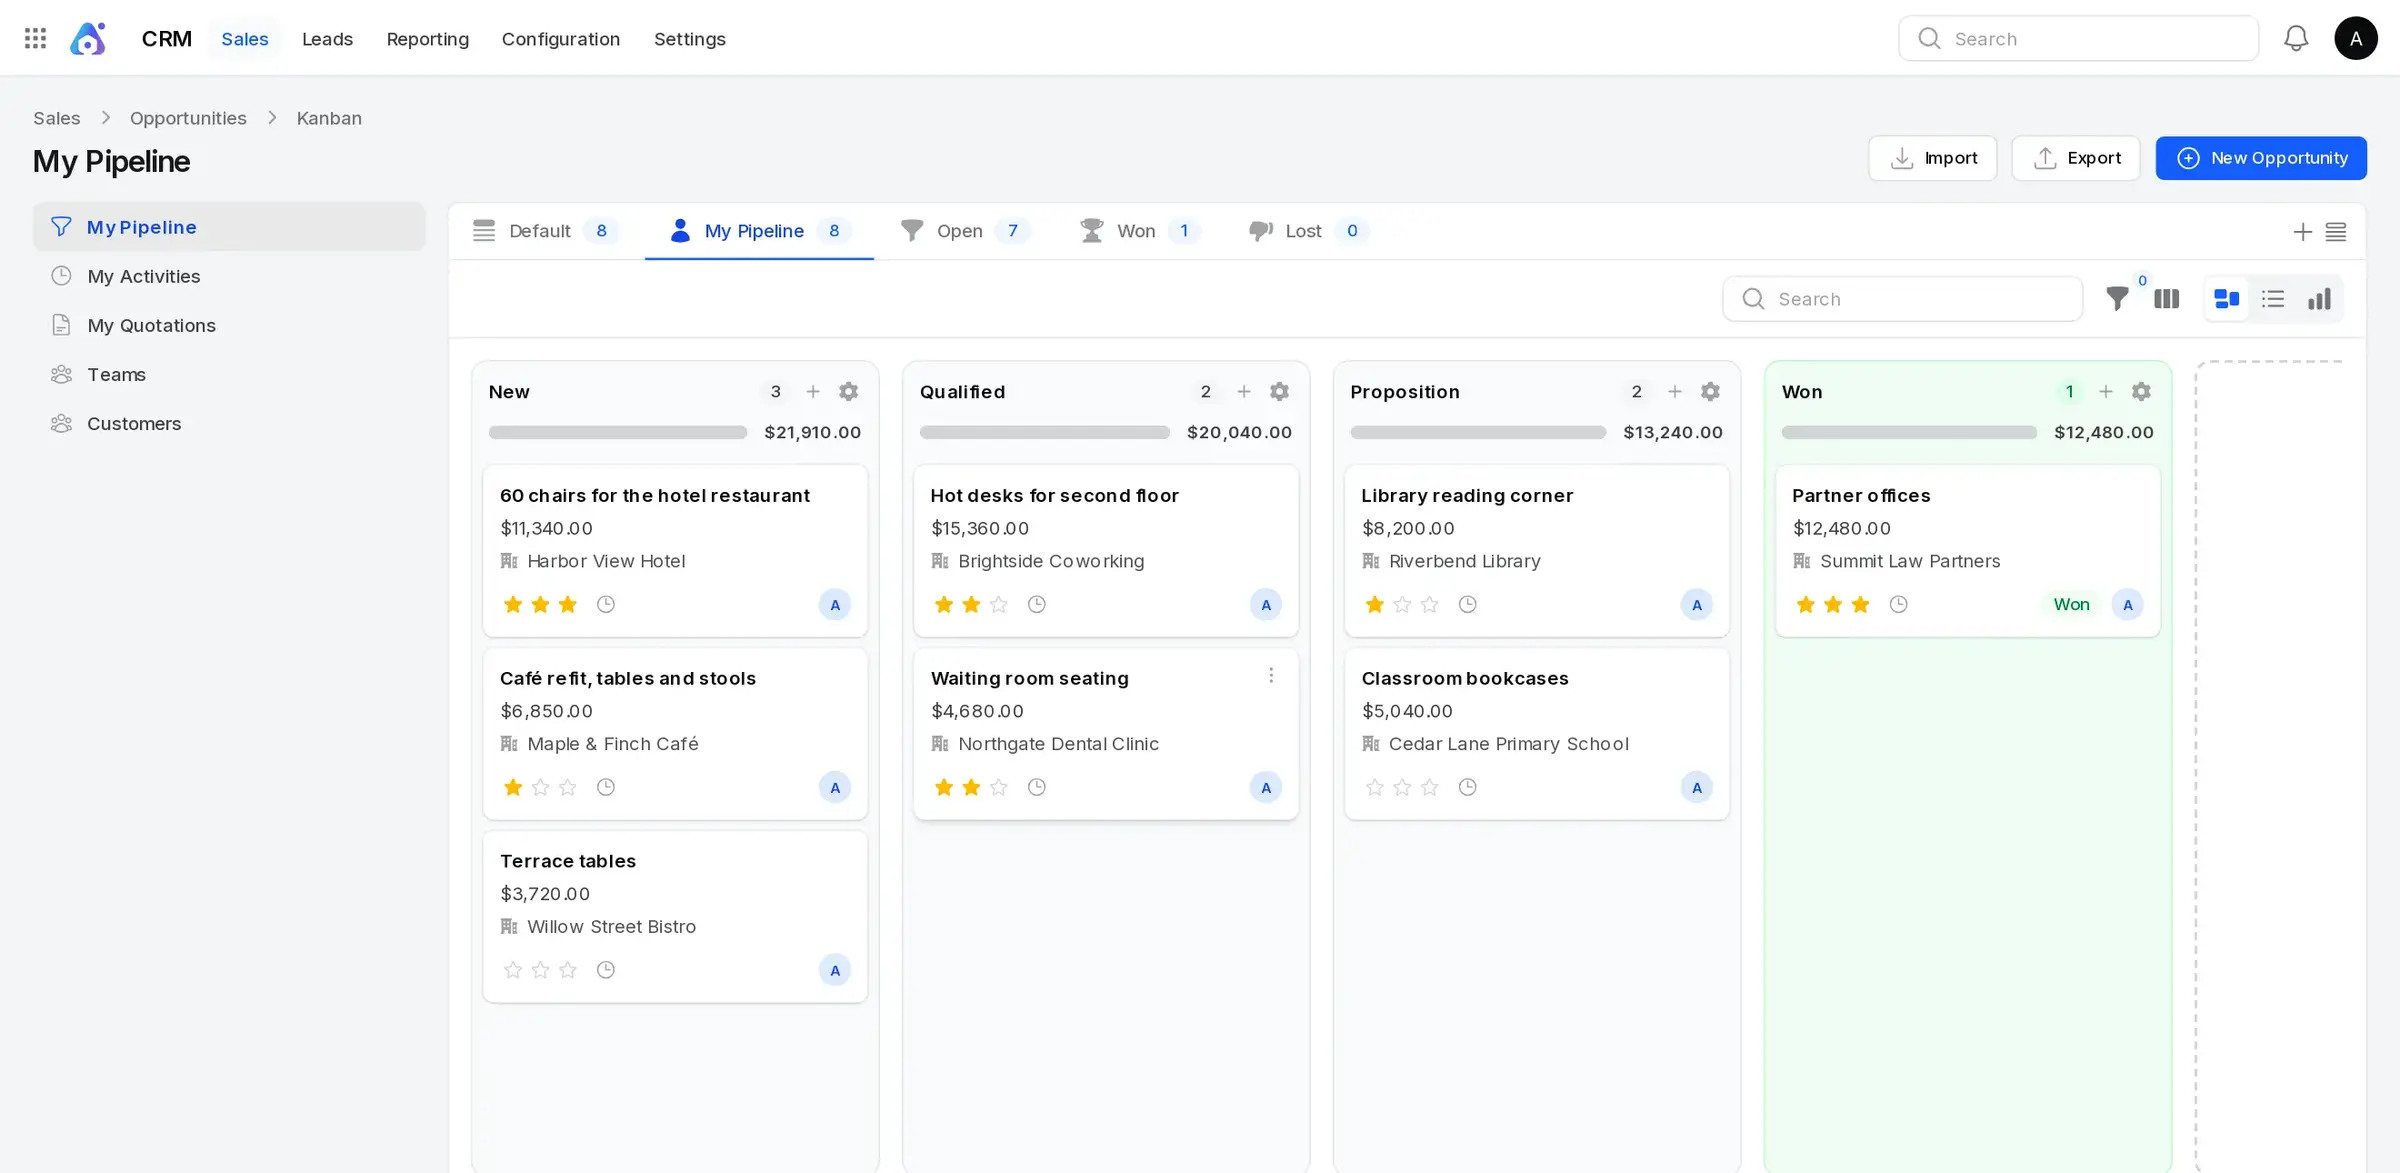 CRM Sales Leads Reporting Configuration Settings Search A
Sales Opportunities Kanban
My Pipeline
Import Export New Opportunity
My Pipeline
My Activities
My Quotations
Teams
Customers
Default 8 My Pipeline 8 Open 7 Won 1 Lost 0
Search 0
New 3
$21,910.00
60 chairs for the hotel restaurant
$11,340.00
Harbor View Hotel
A
Café refit, tables and stools
$6,850.00
Maple & Finch Café
A
Terrace tables
$3,720.00
Willow Street Bistro
A
Qualified 2
$20,040.00
Hot desks for second floor
$15,360.00
Brightside Coworking
A
Waiting room seating
$4,680.00
Northgate Dental Clinic
A
Proposition 2
$13,240.00
Library reading corner
$8,200.00
Riverbend Library
A
Classroom bookcases
$5,040.00
Cedar Lane Primary School
A
Won 1
$12,480.00
Partner offices
$12,480.00
Summit Law Partners
Won A